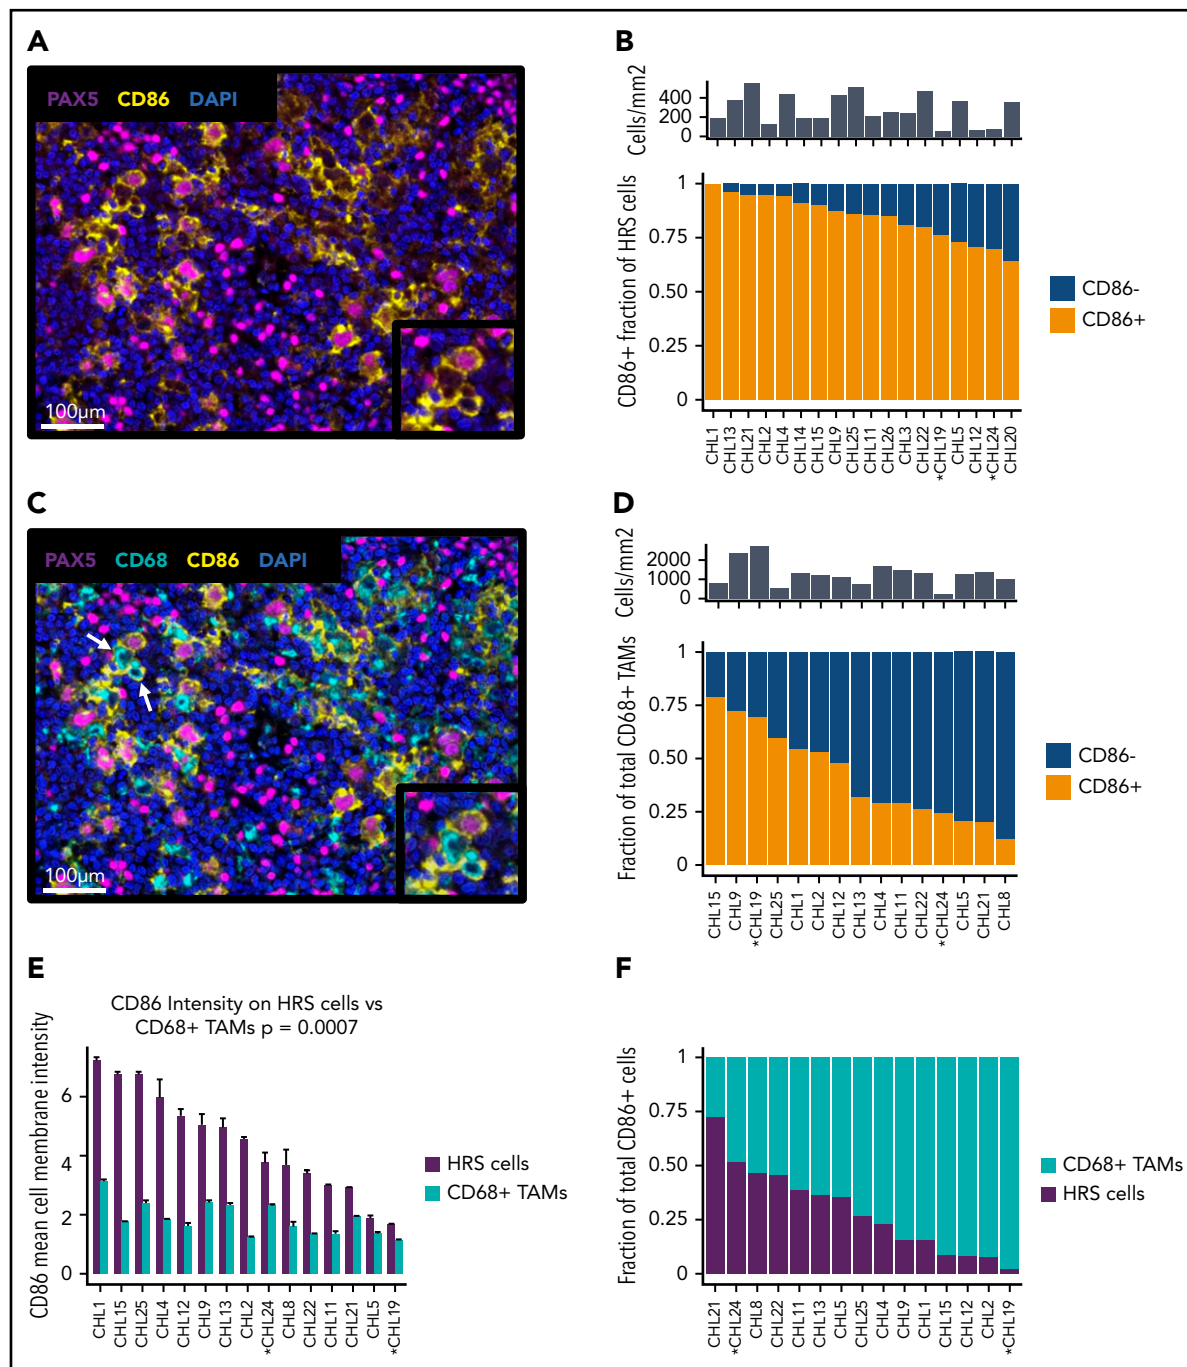 A
PAX5 CD86 DAPI
100μm
B
Cells/mm2
400
200
0
CD86+ fraction of HRS cells
1
0.75
0.50
0.25
0
CHL1
CHL13
CHL21
CHL2
CHL4
CHL14
CHL15
CHL9
CHL25
CHL11
CHL26
CHL3
CHL22
*CHL19
CHL5
CHL12
*CHL24
CHL20
CD86-
CD86+
C
PAX5 CD68 CD86 DAPI
100μm
D
Cells/mm2
2000
1000
0
Fraction of total CD68+ TAMs
1
0.75
0.50
0.25
0
CHL15
CHL9
*CHL19
CHL25
CHL1
CHL2
CHL12
CHL13
CHL4
CHL11
CHL22
*CHL24
CHL5
CHL21
CHL8
CD86-
CD86+
E
CD86 Intensity on HRS cells vs
CD68+ TAMs p = 0.0007
CD86 mean cell membrane intensity
6
4
2
0
CHL1
CHL15
CHL25
CHL4
CHL12
CHL9
CHL13
CHL2
*CHL24
CHL8
CHL22
CHL11
CHL21
CHL5
*CHL19
HRS cells
CD68+ TAMs
F
Fraction of total CD86+ cells
1
0.75
0.50
0.25
0
CHL21
*CHL24
CHL8
CHL22
CHL11
CHL13
CHL5
CHL25
CHL4
CHL9
CHL1
CHL15
CHL12
CHL2
*CHL19
CD68+ TAMs
HRS cells